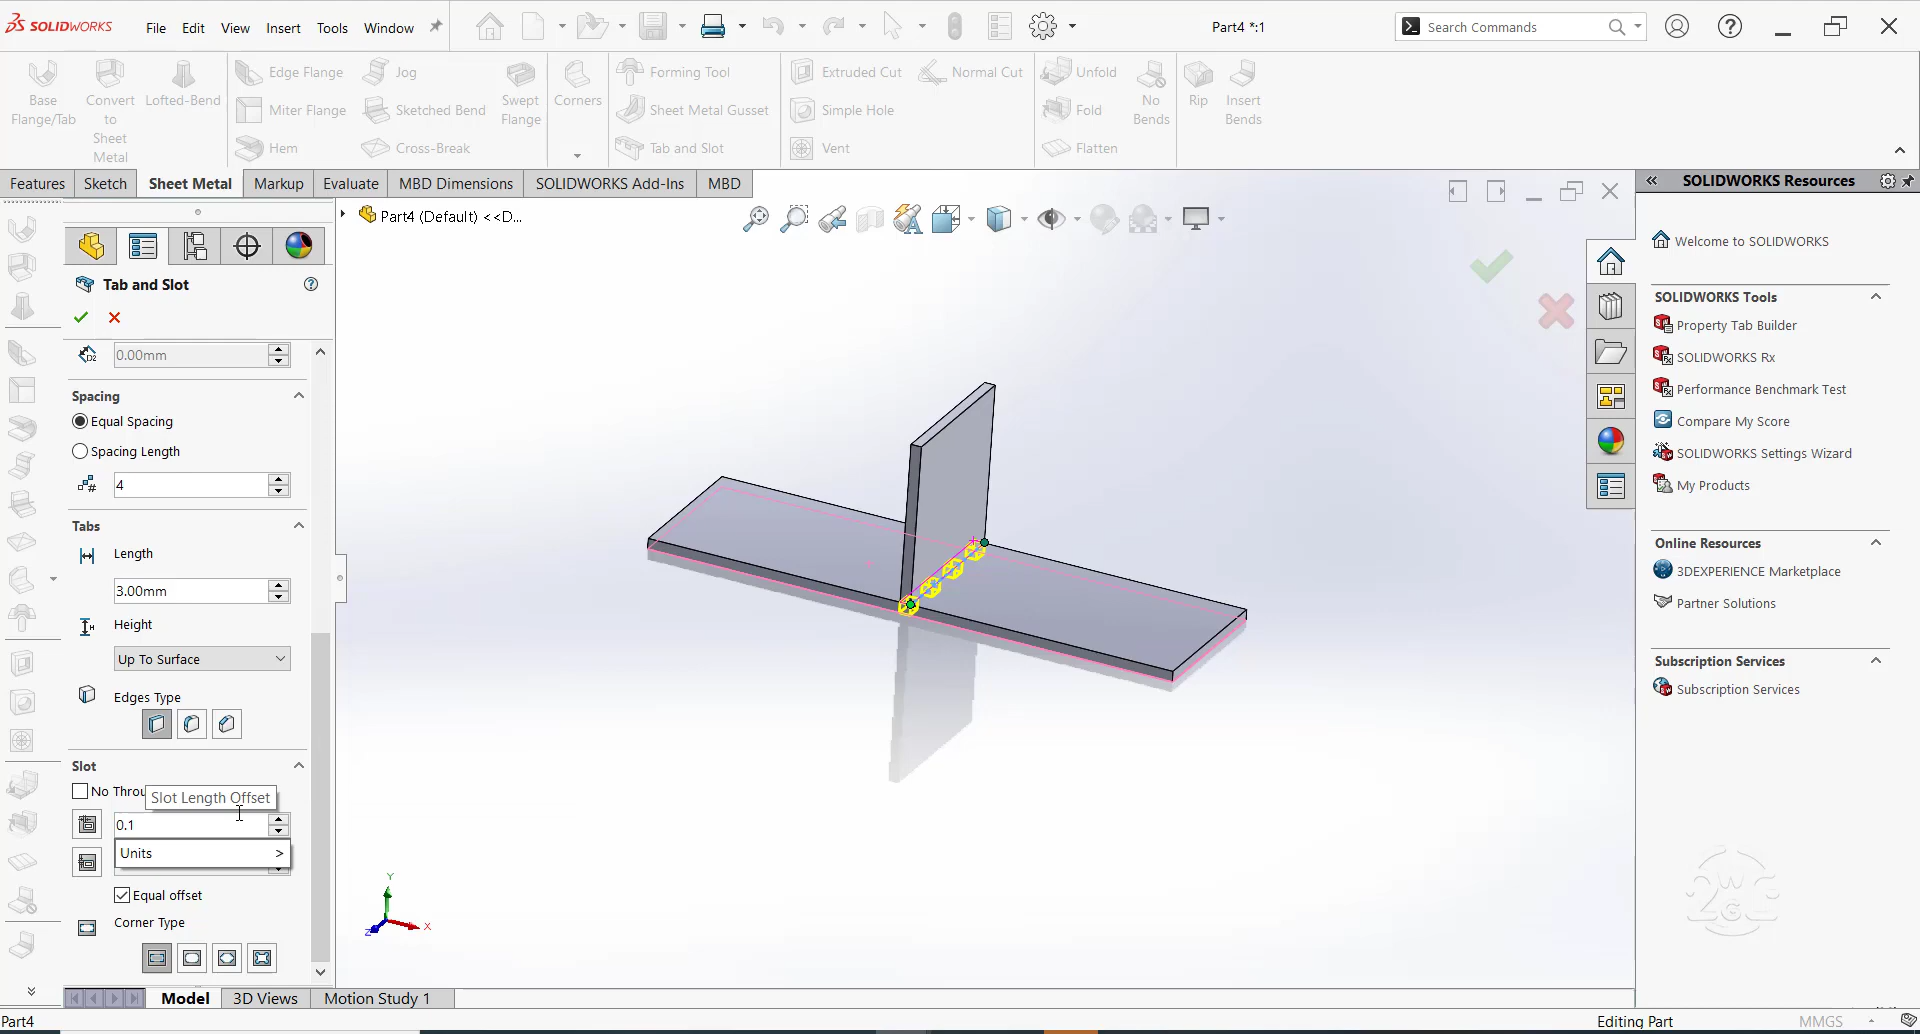 SOLIDWORKS
File
Edit
View
Insert
Tools
Window
Part4 *:1
Search Commands
Base
Flange/Tab
Convert
to
Sheet
Metal
Lofted-Bend
Edge Flange
Miter Flange
Hem
Jog
Sketched Bend
Cross-Break
Swept
Flange
Corners
Forming Tool
Sheet Metal Gusset
Tab and Slot
Extruded Cut
Simple Hole
Vent
Normal Cut
Unfold
Fold
Flatten
No
Bends
Rip
Insert
Bends
Features
Sketch
Sheet Metal
Markup
Evaluate
MBD Dimensions
SOLIDWORKS Add-Ins
MBD
Part4 (Default) <<D...
Tab and Slot
0.00mm
Spacing
Equal Spacing
Spacing Length
4
Tabs
Length
3.00mm
Height
Up To Surface
Edges Type
Slot
No Throu
Slot Length Offset
0.1
Units >
Equal offset
Corner Type
Y
X
Z
Model
3D Views
Motion Study 1
Part4
Editing Part
MMGS
SOLIDWORKS Resources
Welcome to SOLIDWORKS
SOLIDWORKS Tools
Property Tab Builder
SOLIDWORKS Rx
Performance Benchmark Test
Compare My Score
SOLIDWORKS Settings Wizard
My Products
Online Resources
3DEXPERIENCE Marketplace
Partner Solutions
Subscription Services
Subscription Services